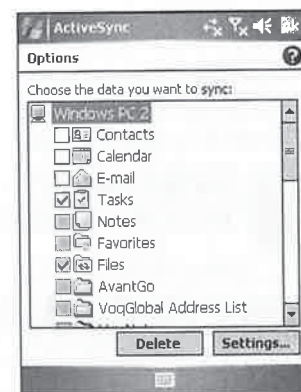 ActiveSync
Options
Choose the data you want to sync:
Windows PC 2
Contacts
Calendar
E-mail
Tasks
Notes
Favorites
Files
AvantGo
VoqGlobal Address List
Delete
Settings...